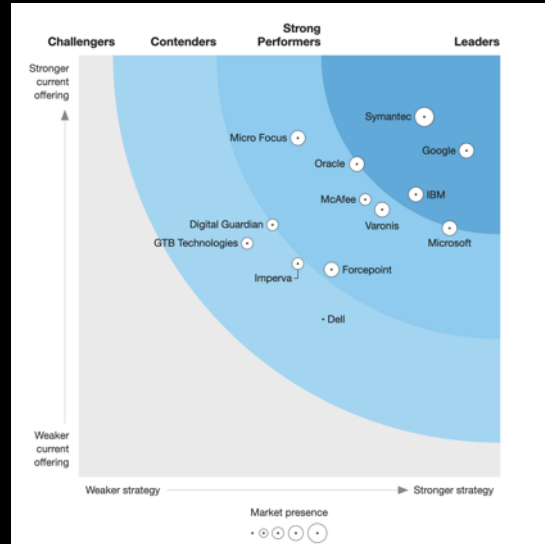 Challengers
Contenders
Strong
Performers
Leaders
Stronger
current
offering
Symantec
Micro Focus
Google
Oracle
McAfee
IBM
Varonis
Digital Guardian
Microsoft
GTB Technologies
Imperva
Forcepoint
Dell
Weaker
current
offering
Weaker strategy
Stronger strategy
Market presence